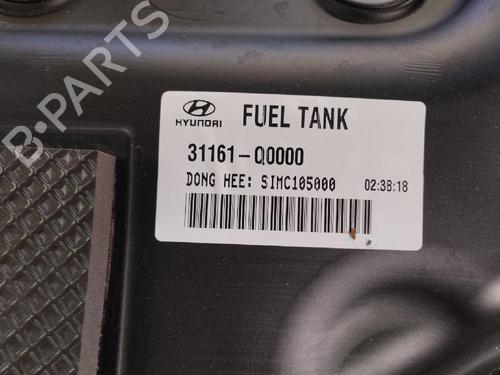 B-PARTS
HYUNDAI FUEL TANK
31161-Q0000
DONG HEE: SIMC105000 02:38:18